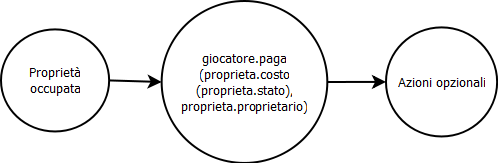 Proprietà
occupata
giocatore.paga
(proprieta.costo
(proprieta.stato),
proprieta.proprietario)
Azioni opzionali